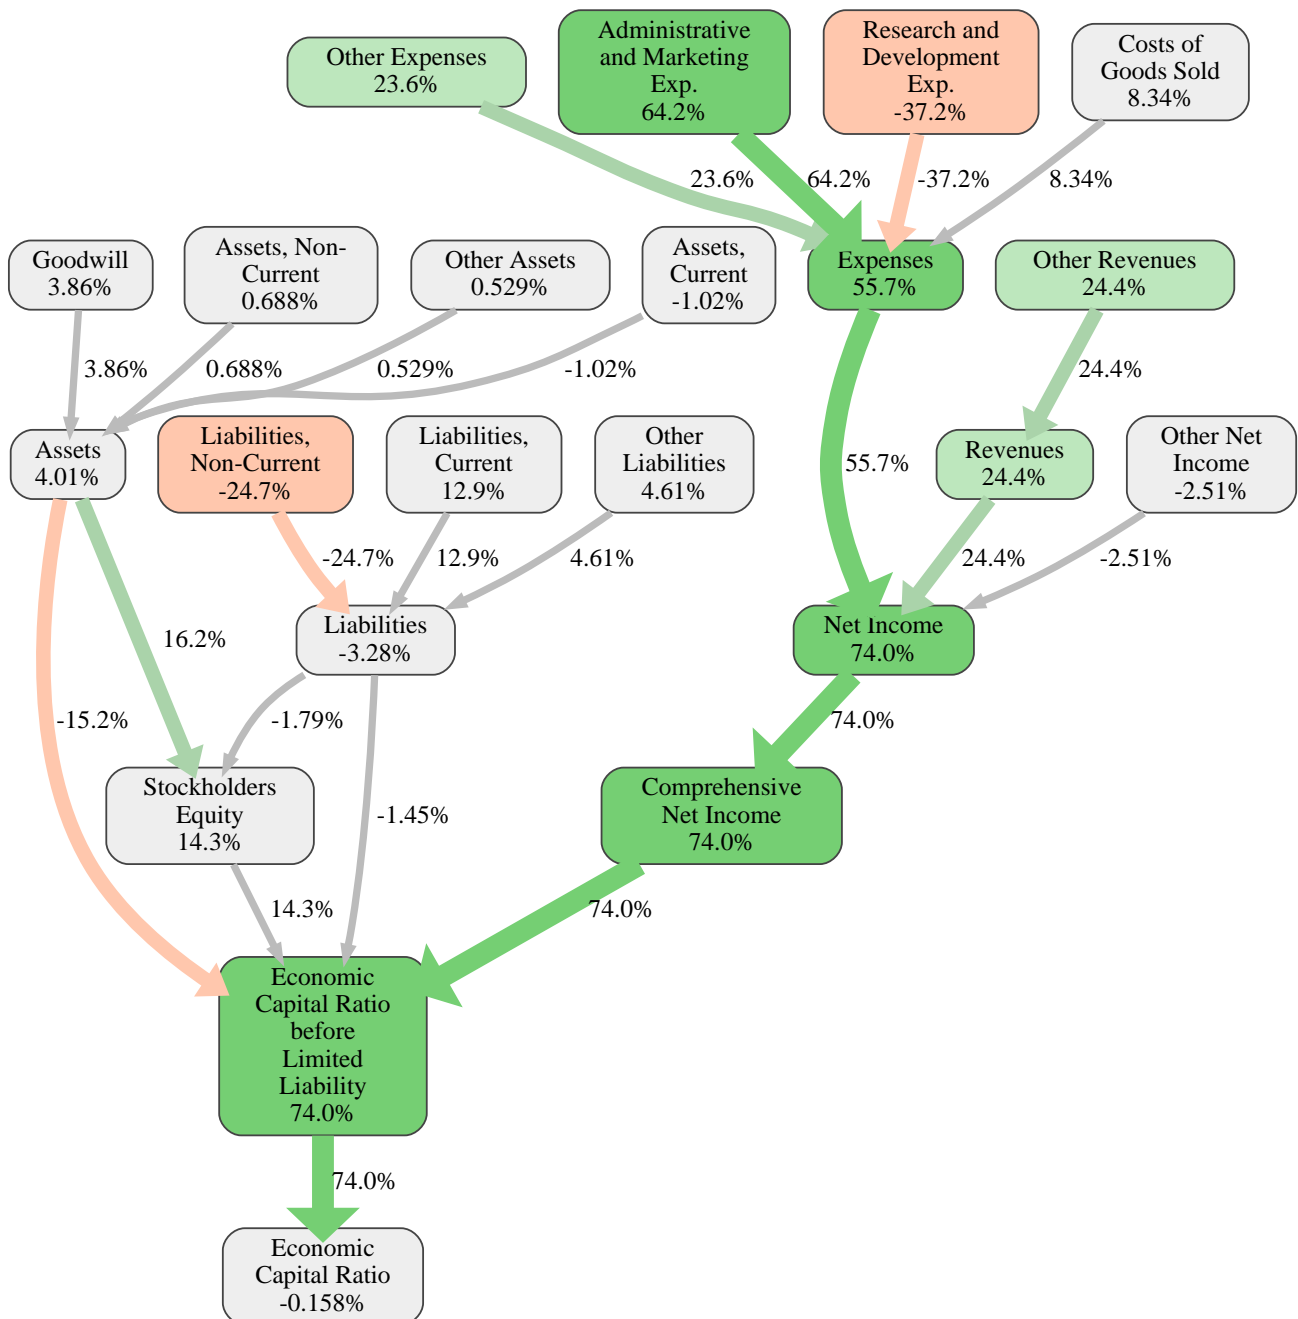 Other Expenses
23.6%
Administrative
and Marketing
Exp.
64.2%
Research and
Development
Exp.
-37.2%
Costs of
Goods Sold
8.34%
23.6%
64.2%
-37.2%
8.34%
Goodwill
3.86%
Assets, Non-
Current
0.688%
Other Assets
0.529%
Assets,
Current
-1.02%
Expenses
55.7%
Other Revenues
24.4%
3.86%
0.688%
0.529%
-1.02%
24.4%
Assets
4.01%
Liabilities,
Non-Current
-24.7%
Liabilities,
Current
12.9%
Other
Liabilities
4.61%
55.7%
Revenues
24.4%
Other Net
Income
-2.51%
-24.7%
12.9%
4.61%
24.4%
-2.51%
16.2%
Liabilities
-3.28%
Net Income
74.0%
-15.2%
-1.79%
74.0%
Stockholders
Equity
14.3%
-1.45%
Comprehensive
Net Income
74.0%
14.3%
74.0%
Economic
Capital Ratio
before
Limited
Liability
74.0%
74.0%
Economic
Capital Ratio
-0.158%